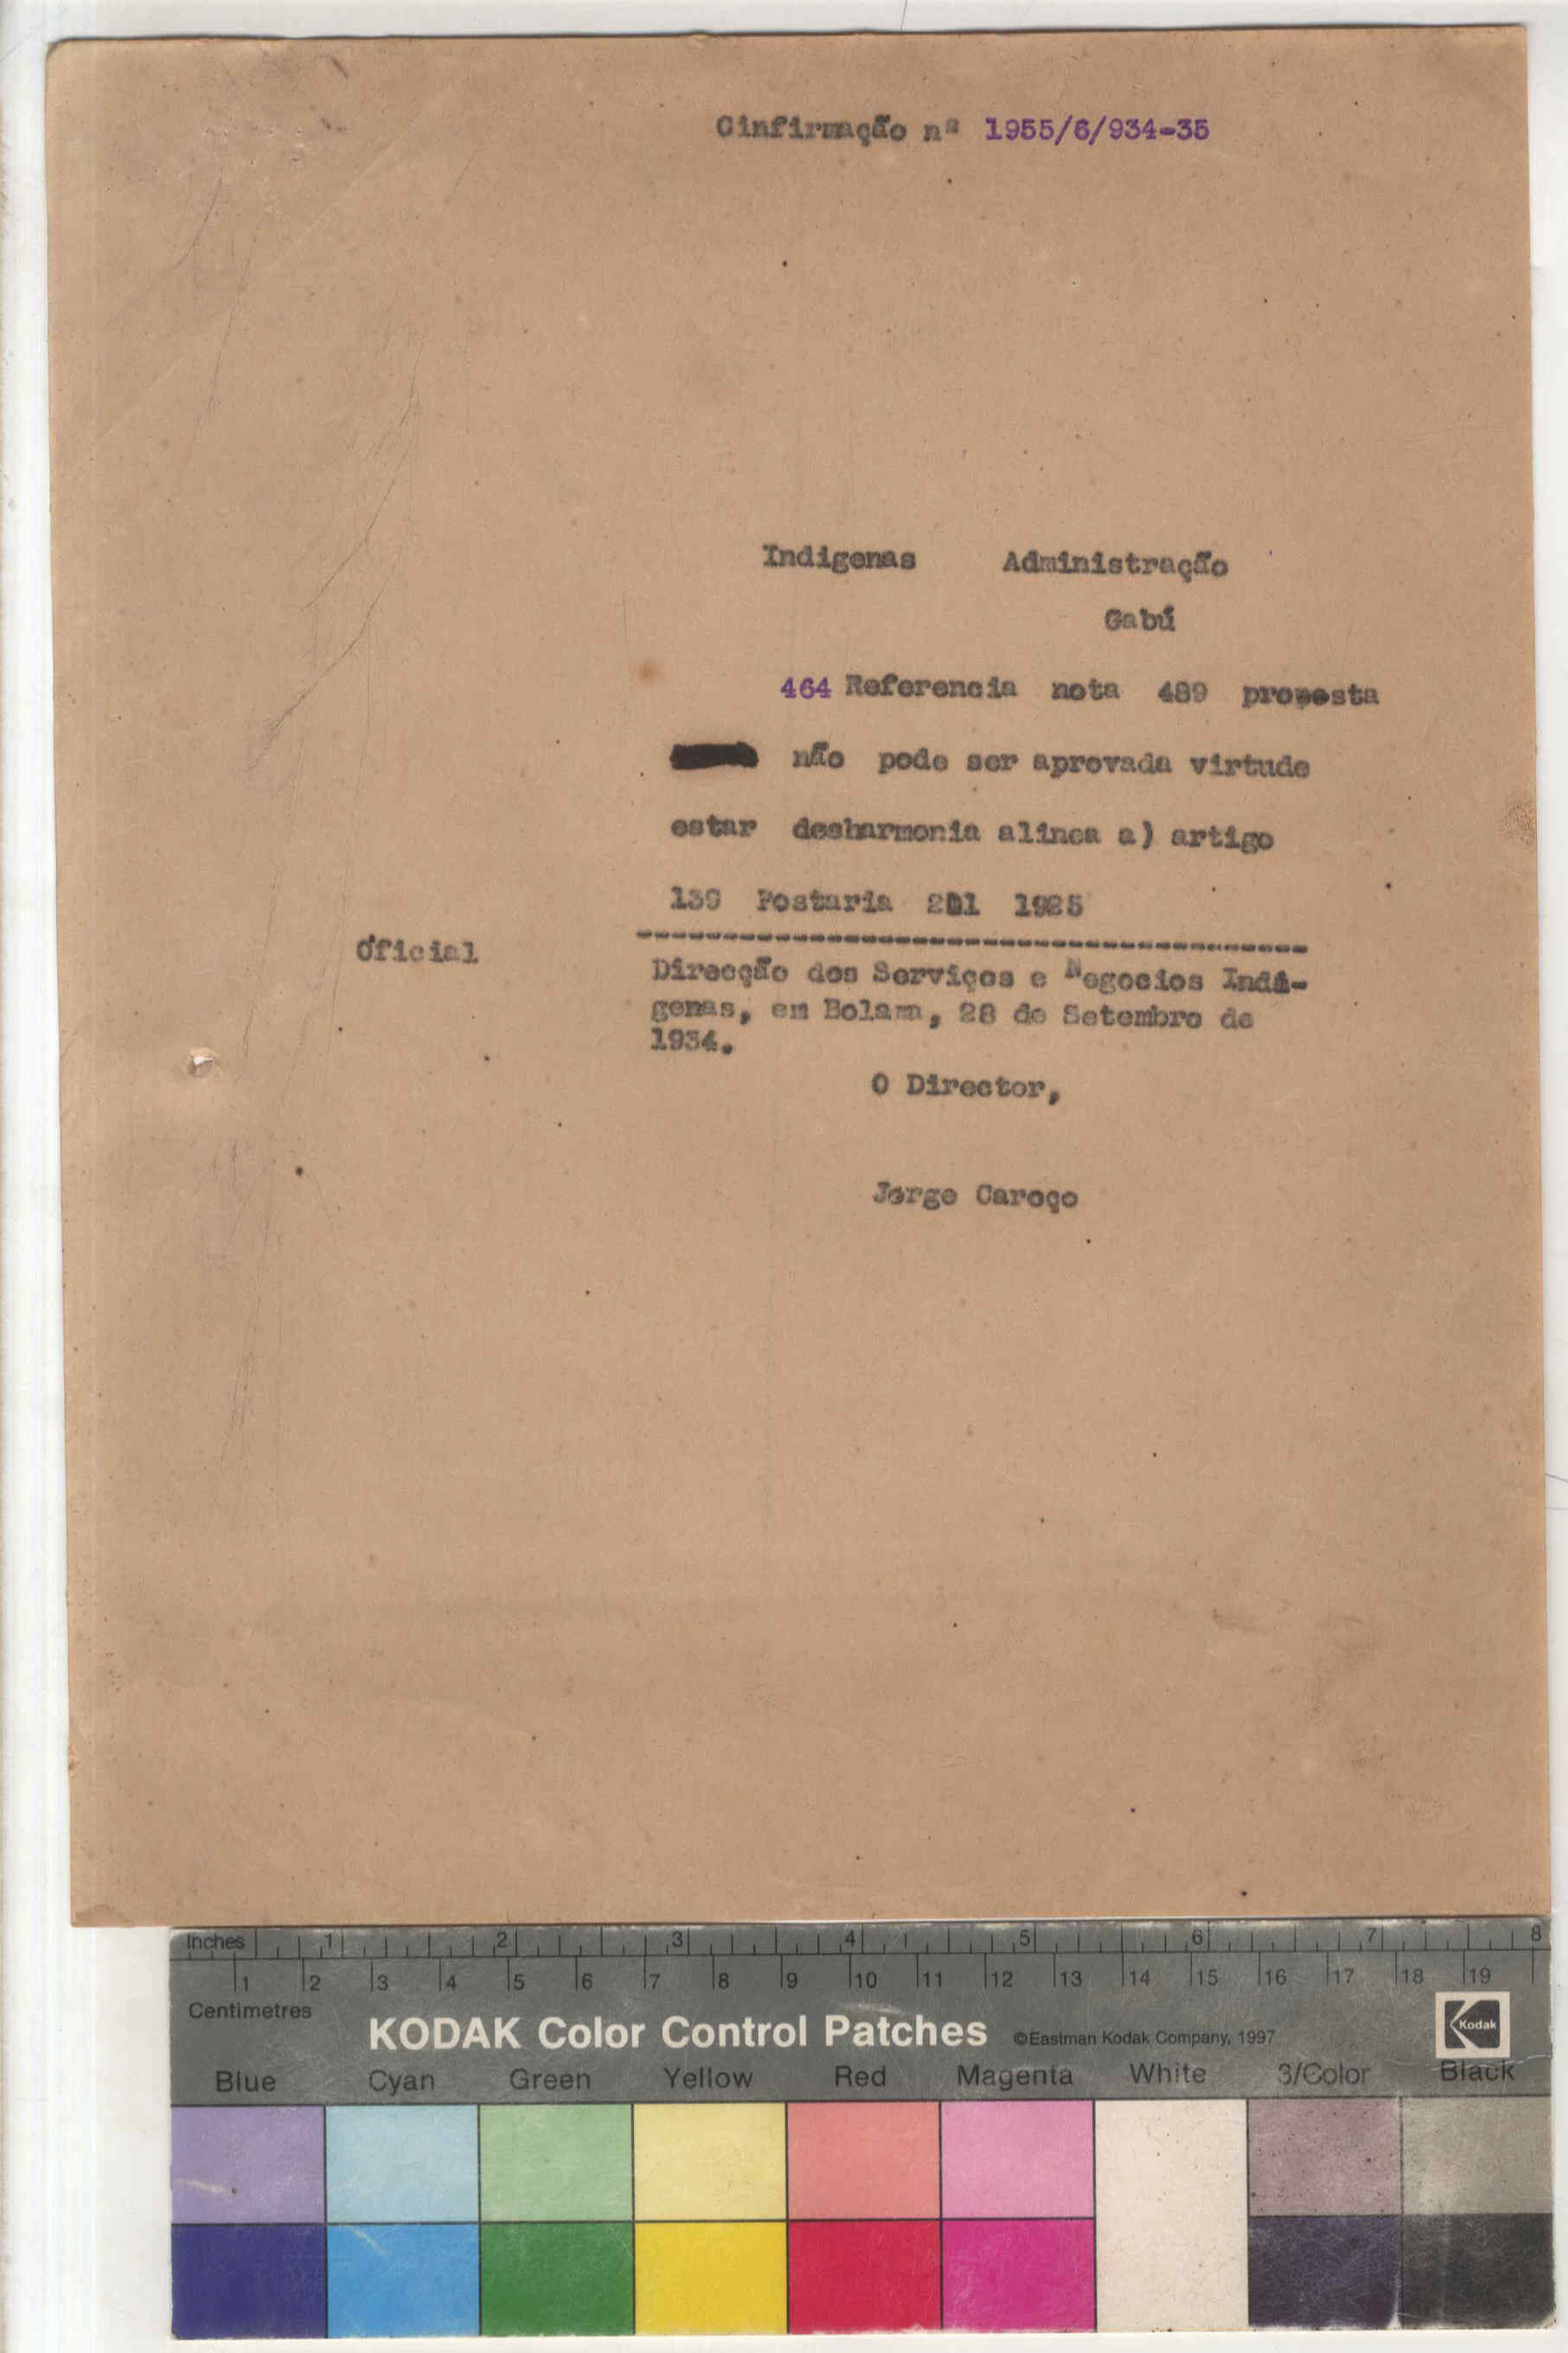 Cinfirmação nº 1955/6/934-35
Indigenas Administração
Gabú
464 Referencia nota 489 proposta
não pode ser aprovada virtude
estar desharmonia alinea a) artigo
139 Postaria 1925
Oficial
Direcção dos Serviços e Negocios Indi-
genas, em Bolama, 28 de Setembro de
1934.
O Director,
Jorge Caroço
Inches 1 2 3 4 5 6 7 8
1 2 3 4 5 6 7 8 9 10 11 12 13 14 15 16 17 18 19
Centimetres
KODAK Color Control Patches ©Eastman Kodak Company, 1997 Kodak
Blue Cyan Green Yellow Red Magenta White 3/Color Black